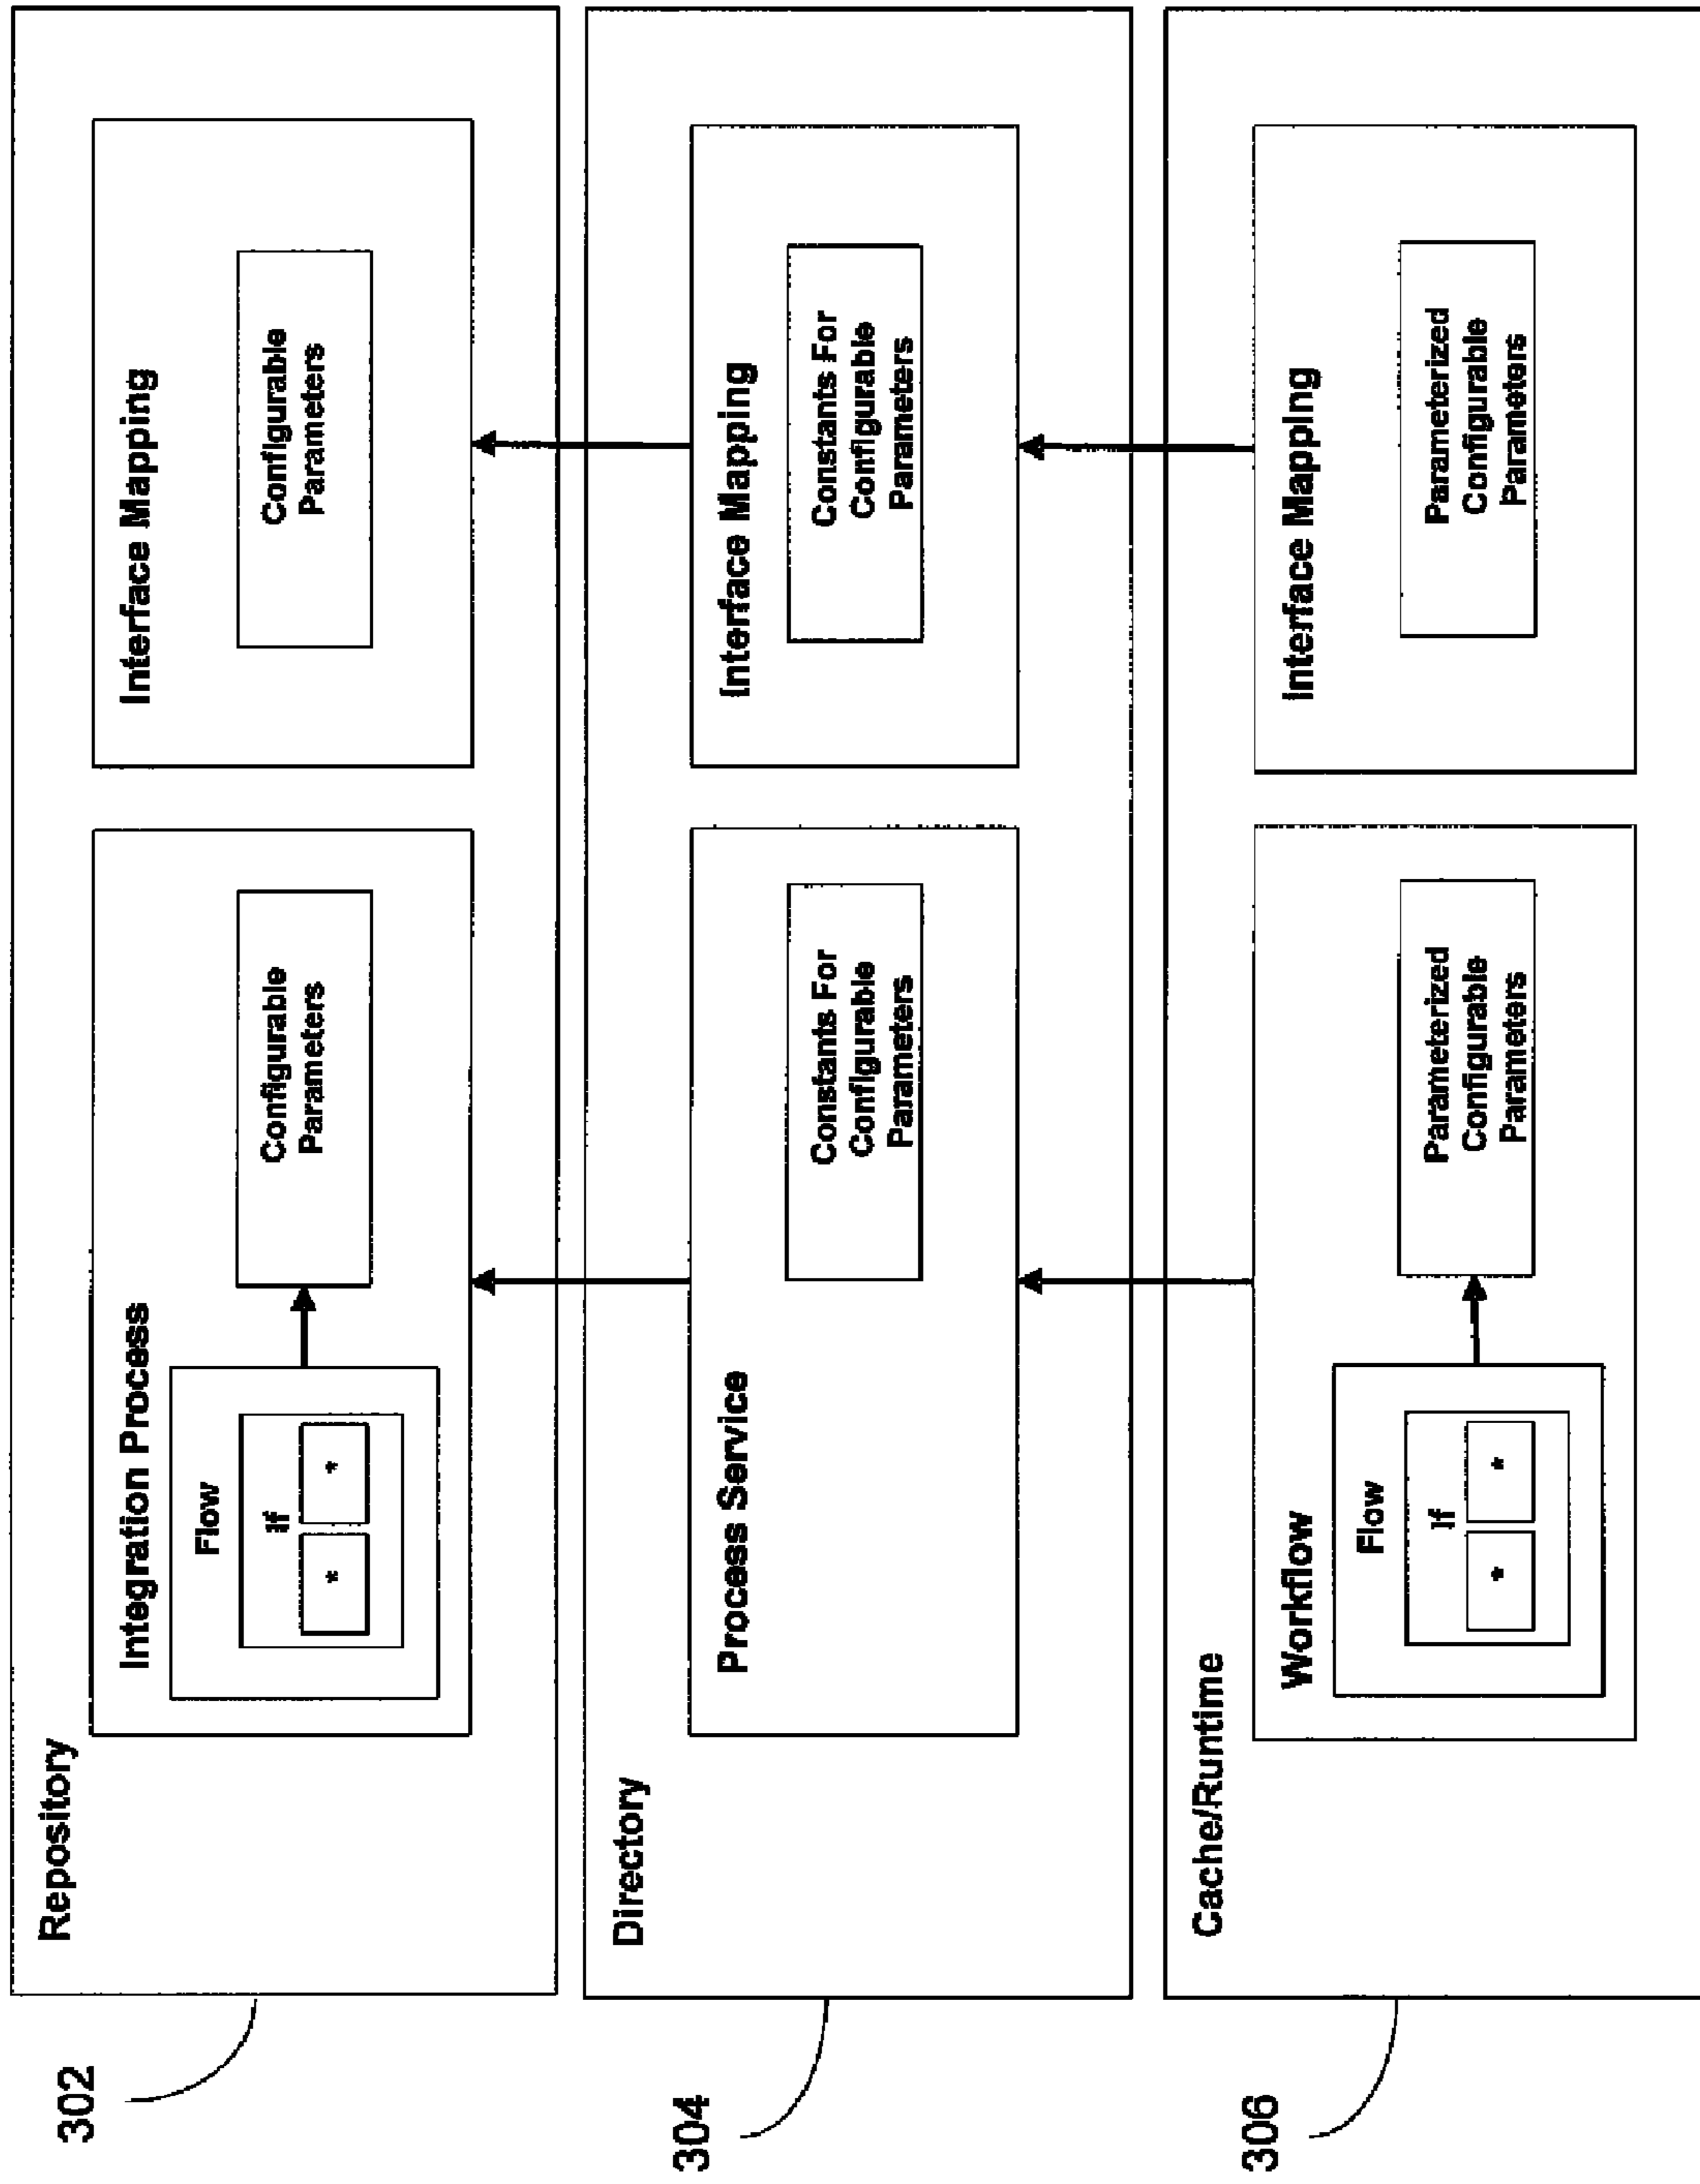 302
Repository
Integration Process
Flow
If
*
*
Configurable
Parameters
Interface Mapping
Configurable
Parameters
304
Directory
Process Service
Constants For
Configurable
Parameters
Interface Mapping
Constants For
Configurable
Parameters
306
Cache/Runtime
Workflow
Flow
If
*
*
Parameterized
Configurable
Parameters
Interface Mapping
Parameterized
Configurable
Parameters